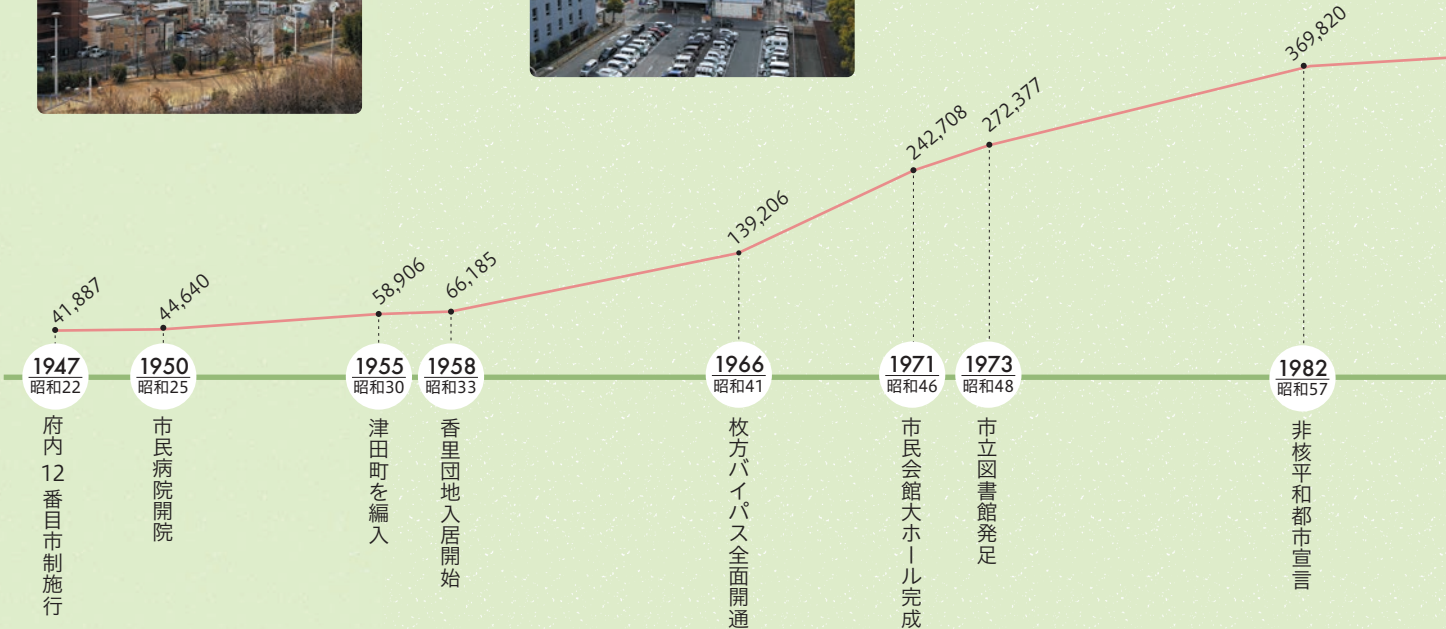 41,887
1947
昭和22
府内12番目市制施行
44,640
1950
昭和25
市民病院開院
58,906
1955
昭和30
津田町を編入
66,185
1958
昭和33
香里団地入居開始
139,206
1966
昭和41
枚方バイパス全面開通
242,708
1971
昭和46
市民会館大ホール完成
272,377
1973
昭和48
市立図書館発足
369,820
1982
昭和57
非核平和都市宣言